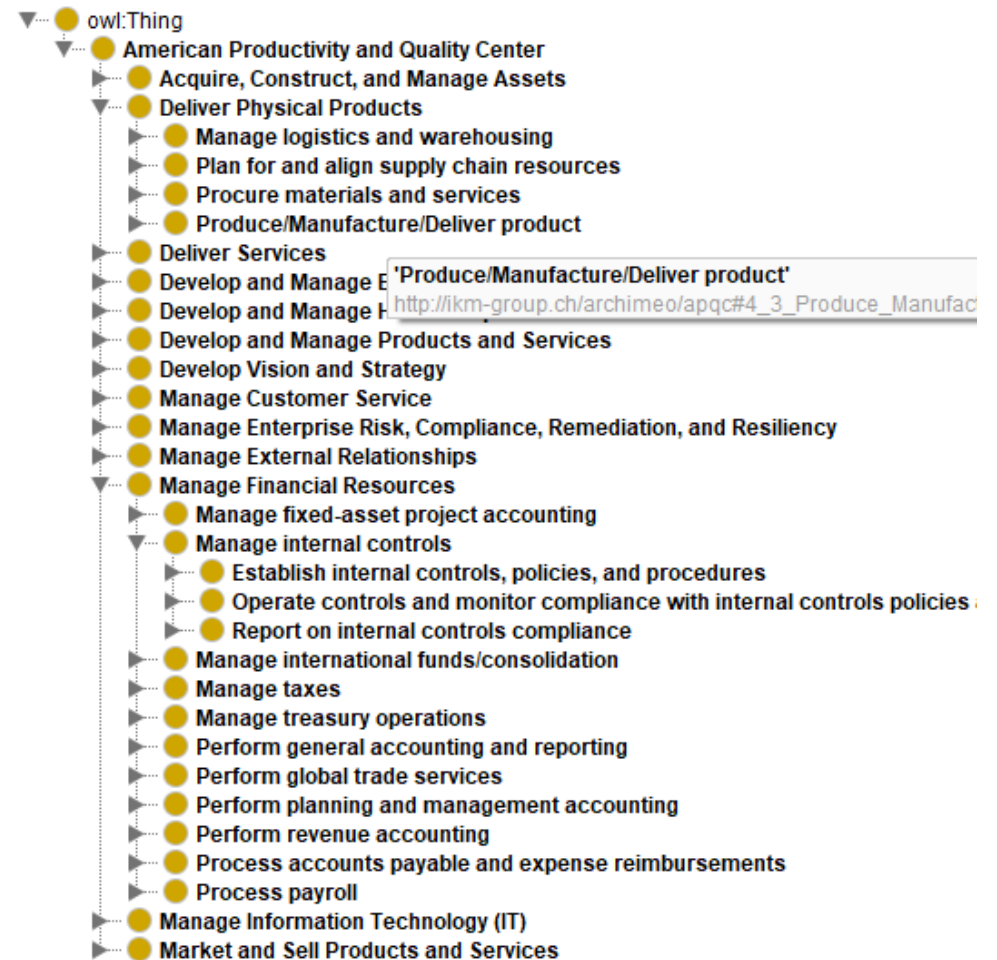 owl:Thing
American Productivity and Quality Center
Acquire, Construct, and Manage Assets
Deliver Physical Products
Manage logistics and warehousing
Plan for and align supply chain resources
Procure materials and services
Produce/Manufacture/Deliver product
Deliver Services
'Produce/Manufacture/Deliver product'
Develop and Manage
http://ikm-group.ch/archimeo/apqc#4_3_Produce_Manufac
Develop and Manage
Develop and Manage Products and Services
Develop Vision and Strategy
Manage Customer Service
Manage Enterprise Risk, Compliance, Remediation, and Resiliency
Manage External Relationships
Manage Financial Resources
Manage fixed-asset project accounting
Manage internal controls
Establish internal controls, policies, and procedures
Operate controls and monitor compliance with internal controls policies
Report on internal controls compliance
Manage international funds/consolidation
Manage taxes
Manage treasury operations
Perform general accounting and reporting
Perform global trade services
Perform planning and management accounting
Perform revenue accounting
Process accounts payable and expense reimbursements
Process payroll
Manage Information Technology (IT)
Market and Sell Products and Services